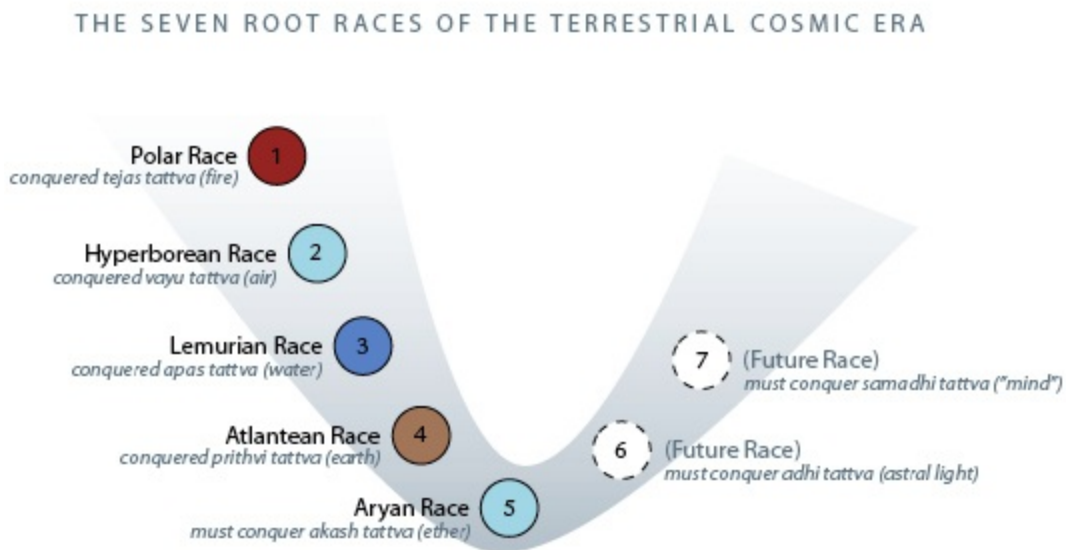 THE SEVEN ROOT RACES OF THE TERRESTRIAL COSMIC ERA
Polar Race 1
conquered tejas tattva (fire)
Hyperborean Race 2
conquered vayu tattva (air)
Lemurian Race 3
conquered apas tattva (water)
Atlantean Race 4
conquered prithvi tattva (earth)
Aryan Race 5
must conquer akash tattva (ether)
6 (Future Race)
must conquer adhi tattva (astral light)
7 (Future Race)
must conquer samadhi tattva ("mind")